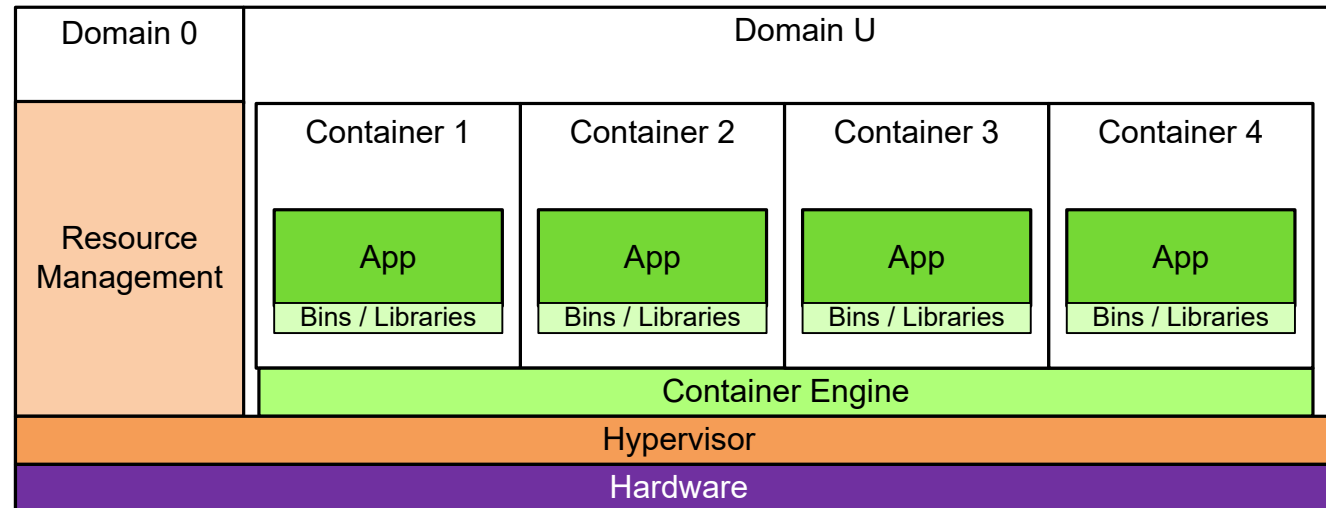 Domain 0
Domain U
Resource
Management
Container 1
Container 2
Container 3
Container 4
App
App
App
App
Bins / Libraries
Bins / Libraries
Bins / Libraries
Bins / Libraries
Container Engine
Hypervisor
Hardware